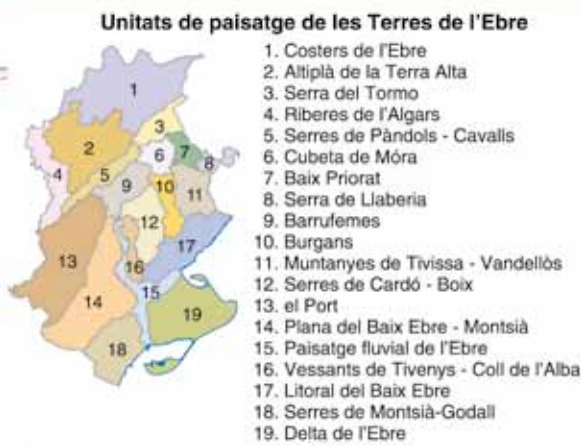 Unitats de paisatge de les Terres de l'Ebre
1. Costers de l'Ebre
2. Altiplà de la Terra Alta
3. Serra del Tormo
4. Riberes de l'Algars
5. Serres de Pàndols - Cavalls
6. Cubeta de Móra
7. Baix Priorat
8. Serra de Llaberia
9. Barrufemes
10. Burgans
11. Muntanyes de Tivissa - Vandellòs
12. Serres de Cardó - Boix
13. el Port
14. Plana del Baix Ebre - Montsià
15. Paisatge fluvial de l'Ebre
16. Vessants de Tivenys - Coll de l'Alba
17. Litoral del Baix Ebre
18. Serres de Montsià-Godall
19. Delta de l'Ebre
1
3
2
6
7
8
4
5
9
10
11
12
17
13
16
15
14
19
18